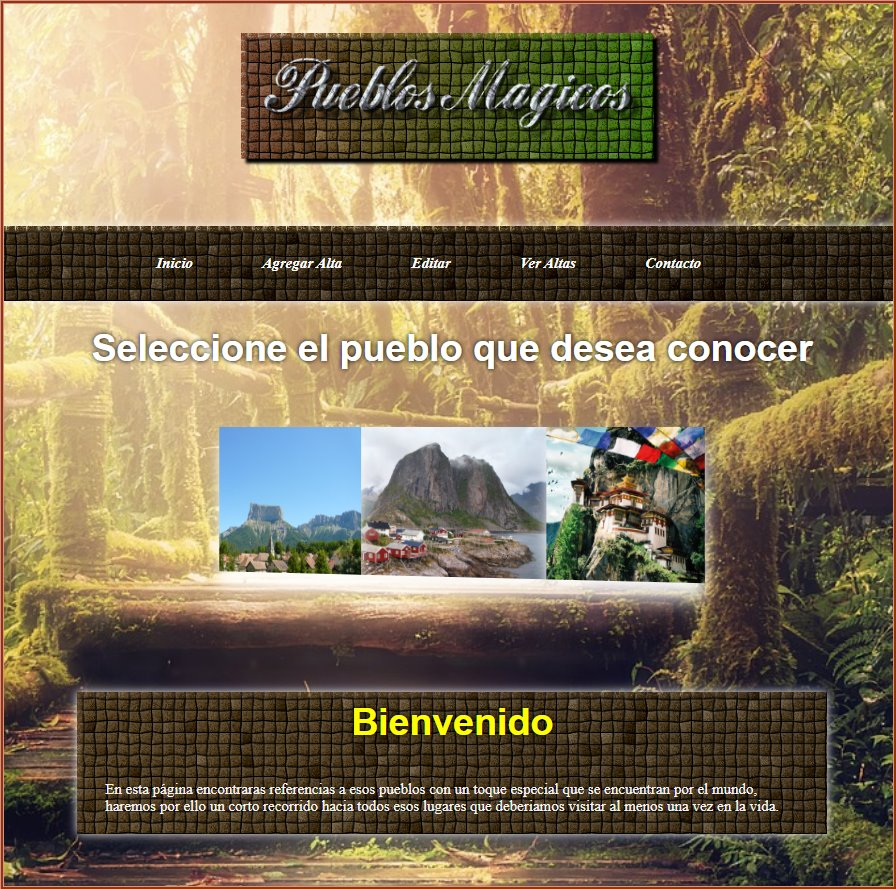 Pueblos Magicos
Inicio Agregar Alta Editar Ver Altas Contacto
Seleccione el pueblo que desea conocer
Bienvenido
En esta página encontraras referencias a esos pueblos con un toque especial que se encuentran por el mundo,
haremos por ello un corto recorrido hacia todos esos lugares que deberiamos visitar al menos una vez en la vida.